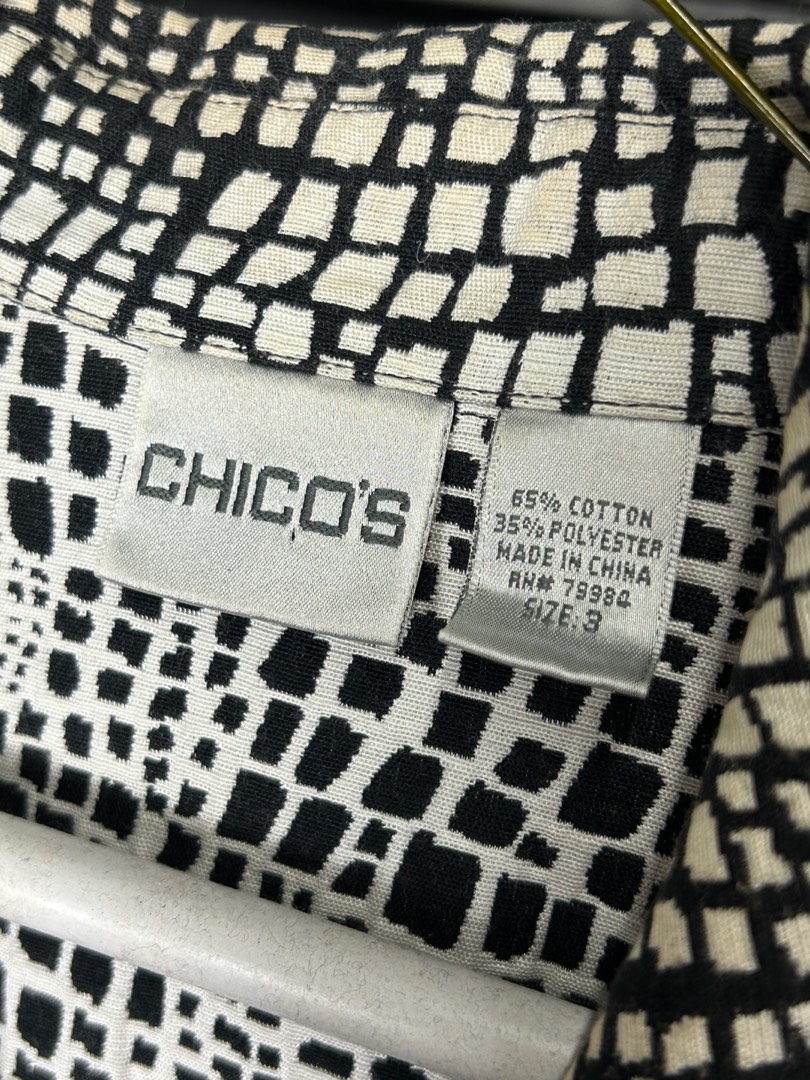 CHICO'S
65% COTTON
35% POLYESTER
MADE IN CHINA
RN# 79984
SIZE: 3